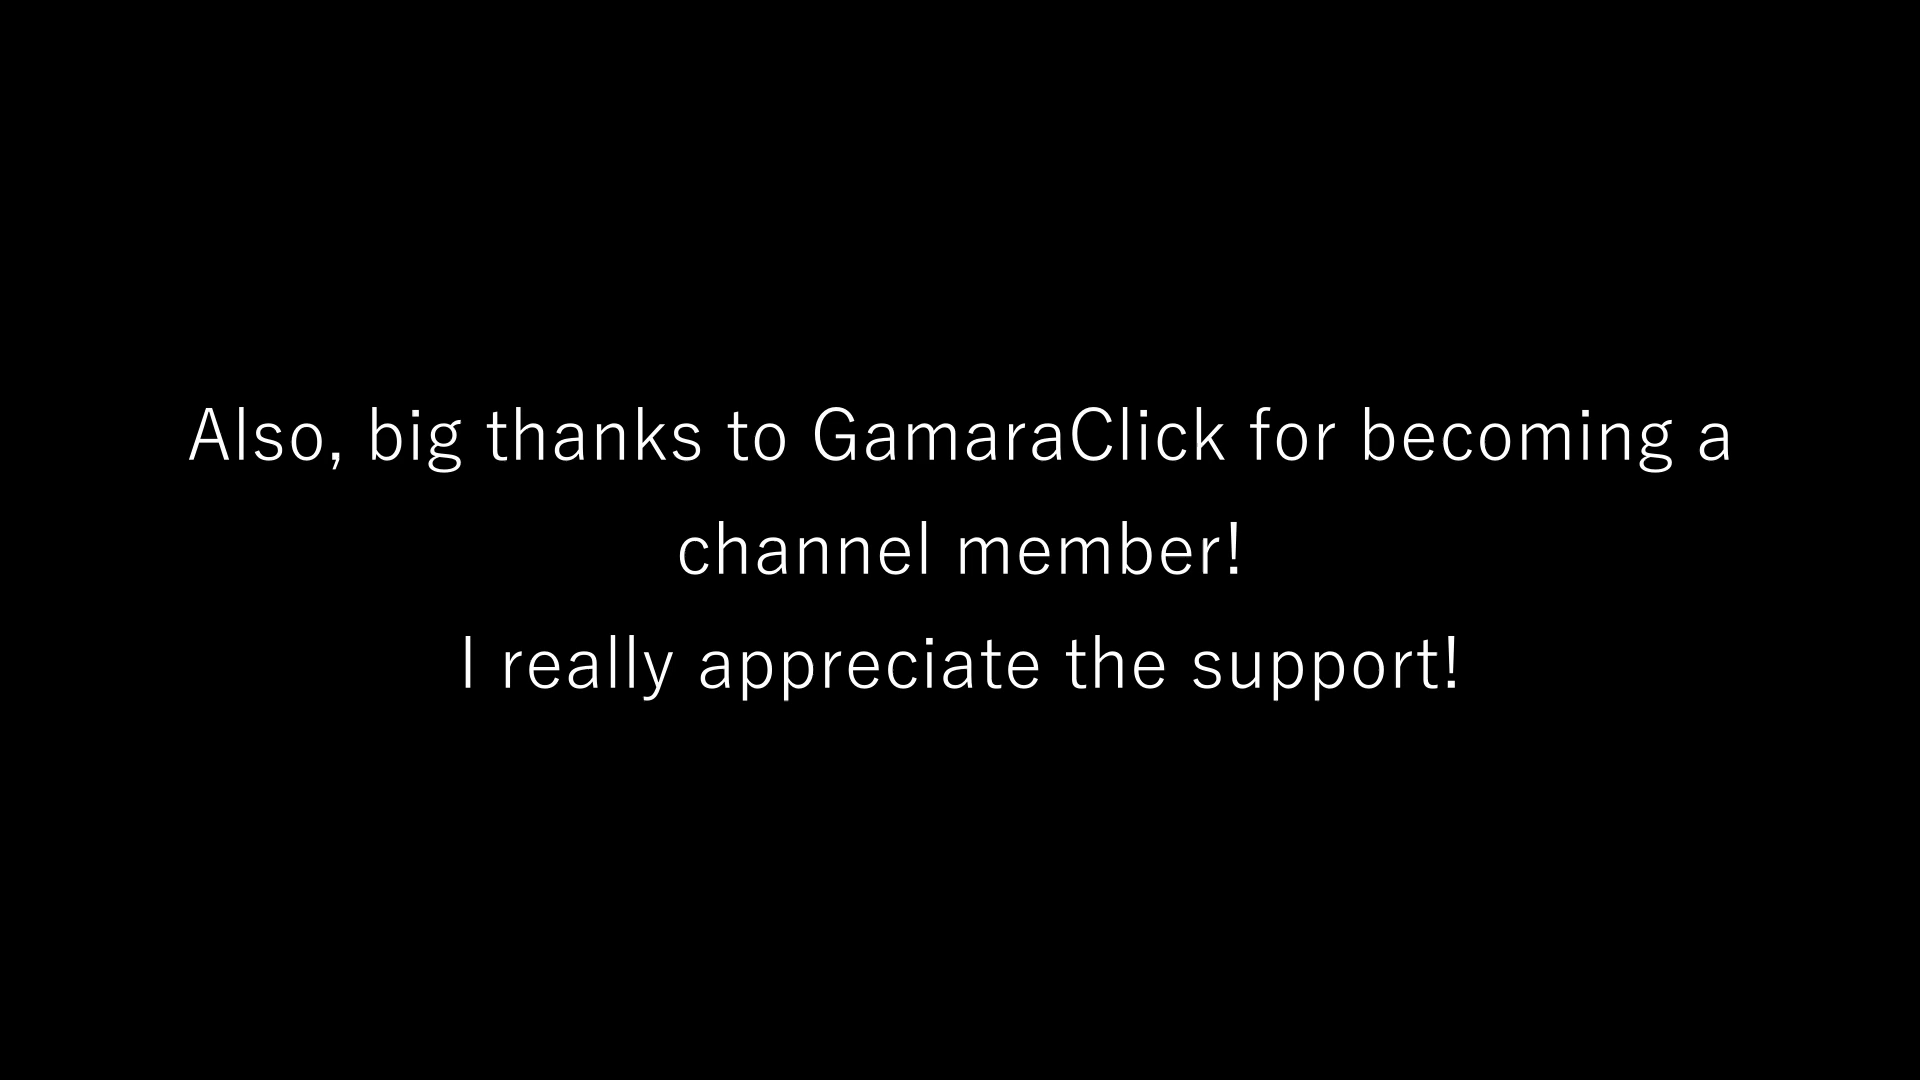 Also, big thanks to GamaraClick for becoming a
channel member!
I really appreciate the support!